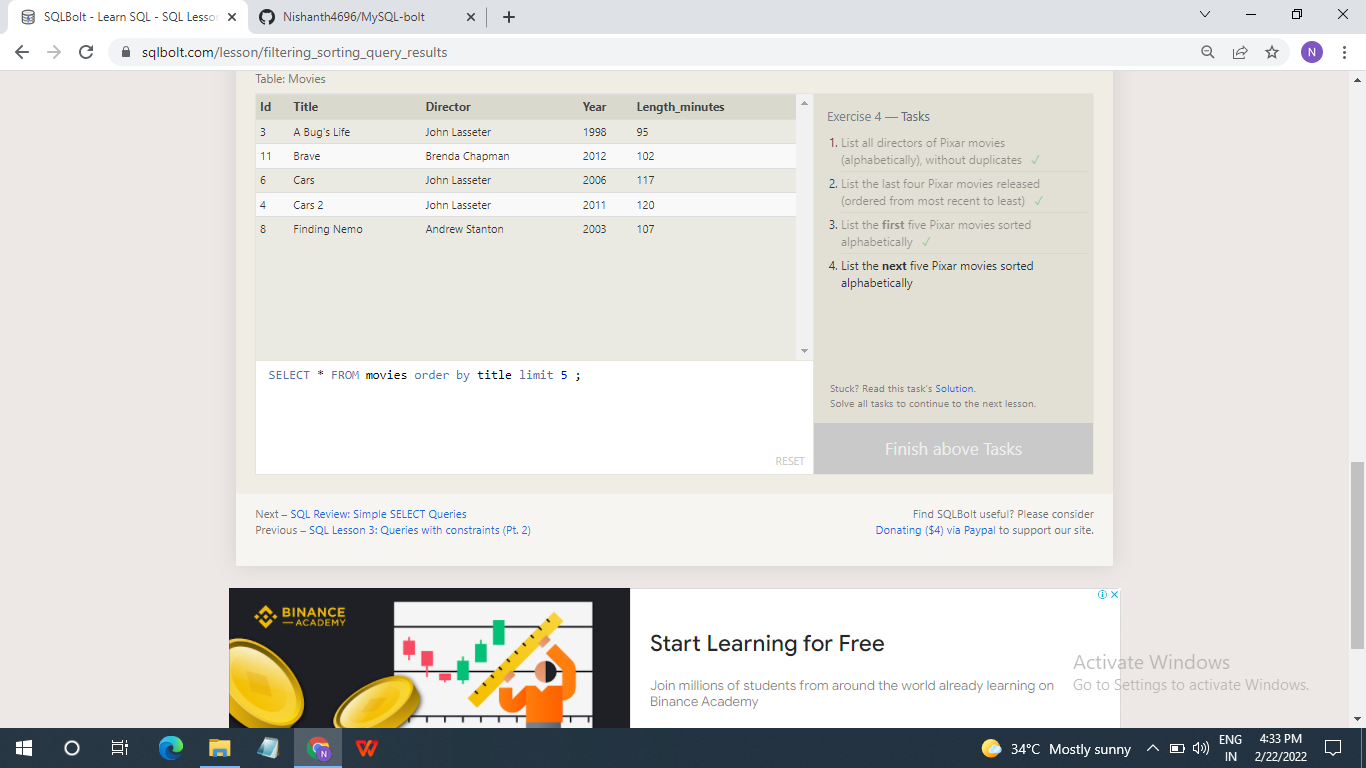 SQLBolt - Learn SQL - SQL Lesso
Nishanth4696/MySQL-bolt
sqlbolt.com/lesson/filtering_sorting_query_results
N
Table: Movies
Id Title Director Year Length_minutes
3 A Bug's Life John Lasseter 1998 95
11 Brave Brenda Chapman 2012 102
6 Cars John Lasseter 2006 117
4 Cars 2 John Lasseter 2011 120
8 Finding Nemo Andrew Stanton 2003 107
SELECT * FROM movies order by title limit 5 ;
RESET
Exercise 4 — Tasks
1. List all directors of Pixar movies
(alphabetically), without duplicates ✓
2. List the last four Pixar movies released
(ordered from most recent to least) ✓
3. List the first five Pixar movies sorted
alphabetically ✓
4. List the next five Pixar movies sorted
alphabetically
Stuck? Read this task's Solution.
Solve all tasks to continue to the next lesson.
Finish above Tasks
Next – SQL Review: Simple SELECT Queries
Previous – SQL Lesson 3: Queries with constraints (Pt. 2)
Find SQLBolt useful? Please consider
Donating ($4) via Paypal to support our site.
BINANCE
ACADEMY
Start Learning for Free
Join millions of students from around the world already learning on
Binance Academy
Activate Windows
Go to Settings to activate Windows.
N
34°C Mostly sunny
ENG
IN
4:33 PM
2/22/2022